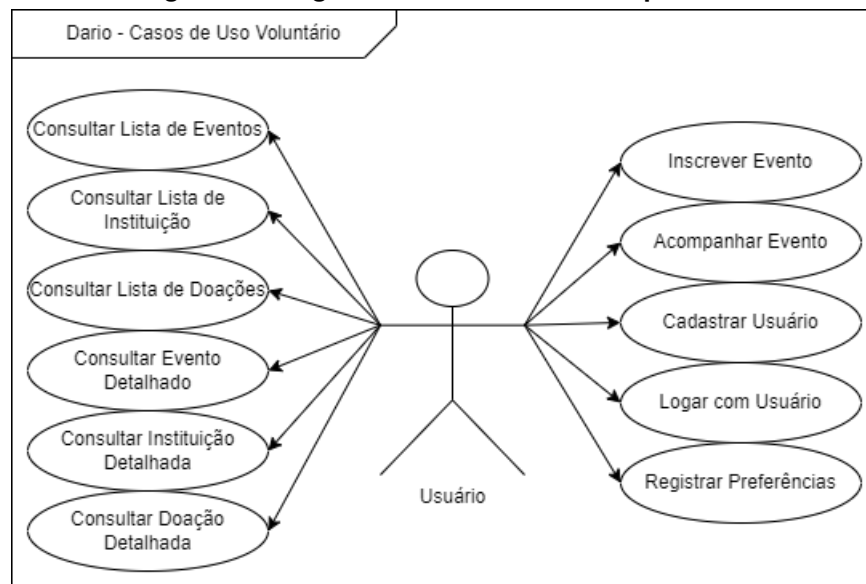 Dario - Casos de Uso Voluntário
Consultar Lista de Eventos
Consultar Lista de
Instituição
Consultar Lista de Doações
Consultar Evento
Detalhado
Consultar Instituição
Detalhada
Consultar Doação
Detalhada
Usuário
Inscrever Evento
Acompanhar Evento
Cadastrar Usuário
Logar com Usuário
Registrar Preferências